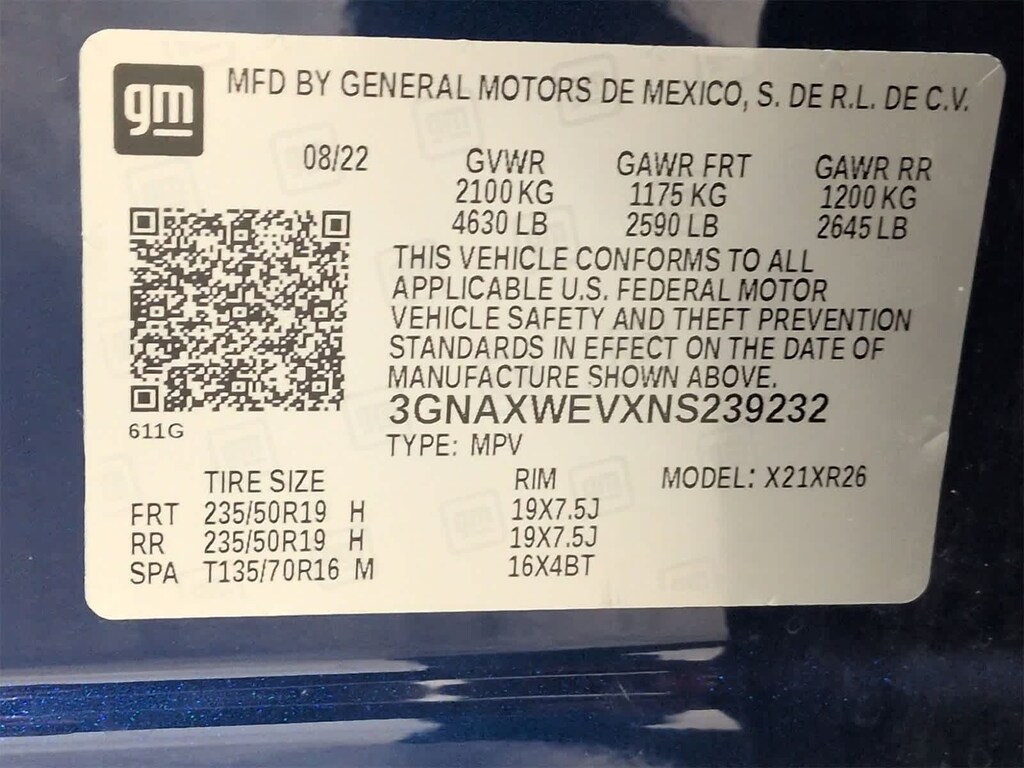 gm
MFD BY GENERAL MOTORS DE MEXICO, S. DE R.L. DE C.V.
08/22 GVWR GAWR FRT GAWR RR
2100 KG 1175 KG 1200 KG
4630 LB 2590 LB 2645 LB
THIS VEHICLE CONFORMS TO ALL
APPLICABLE U.S. FEDERAL MOTOR
VEHICLE SAFETY AND THEFT PREVENTION
STANDARDS IN EFFECT ON THE DATE OF
MANUFACTURE SHOWN ABOVE.
3GNAXWEVXNS239232
611G
TYPE: MPV
TIRE SIZE RIM MODEL: X21XR26
FRT 235/50R19 H 19X7.5J
RR 235/50R19 H 19X7.5J
SPA T135/70R16 M 16X4BT